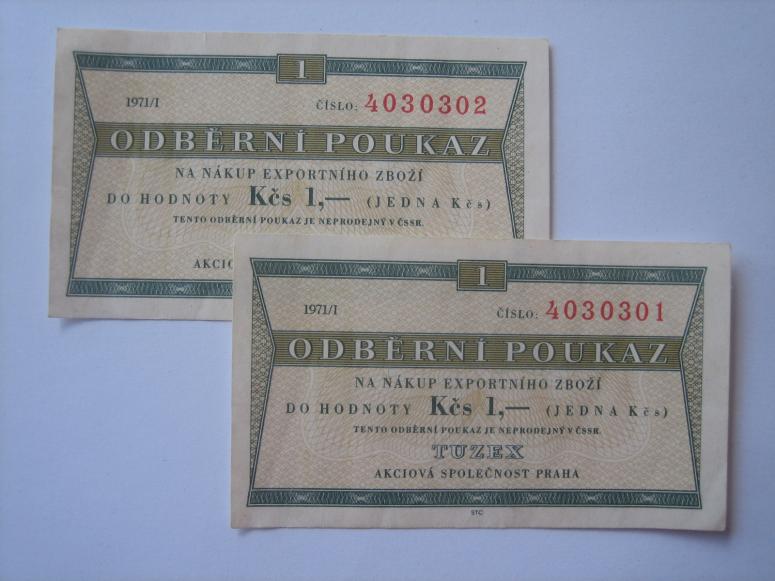 1
1971/I ČÍSLO: 4030302
ODBĚRNÍ POUKAZ
NA NÁKUP EXPORTNÍHO ZBOŽÍ
DO HODNOTY Kčs 1,— (JEDNA Kčs)
TENTO ODBĚRNÍ POUKAZ JE NEPRODEJNÝ V ČSSR.
AKCIO
1
1971/I ČÍSLO: 4030301
ODBĚRNÍ POUKAZ
NA NÁKUP EXPORTNÍHO ZBOŽÍ
DO HODNOTY Kčs 1,— (JEDNA Kčs)
TENTO ODBĚRNÍ POUKAZ JE NEPRODEJNÝ V ČSSR.
TUZEX
AKCIOVÁ SPOLEČNOST PRAHA
STC